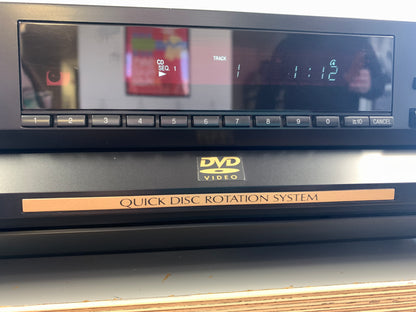 CD
SEQ. 1
TRACK
1
1:12
1 2 3 4 5 6 7 8 9 0 ≥10 CANCEL
DVD
VIDEO
QUICK DISC ROTATION SYSTEM